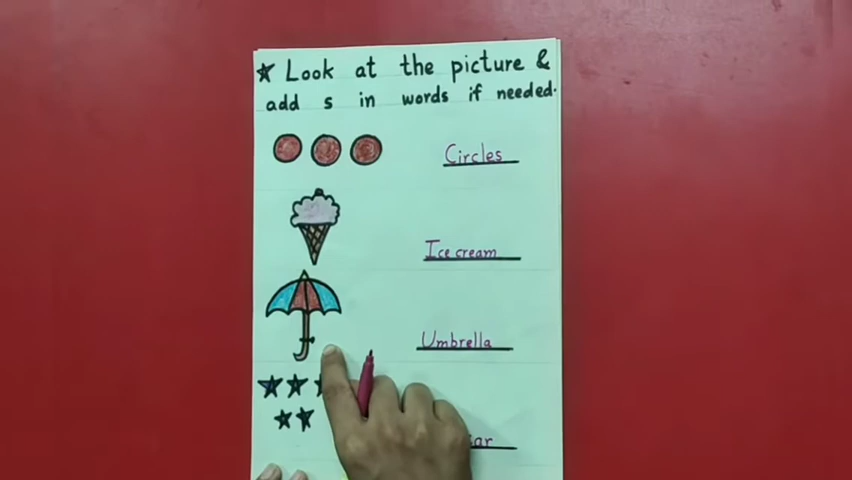 Look at the picture &
add s in words if needed.
Circles
Ice cream
Umbrella